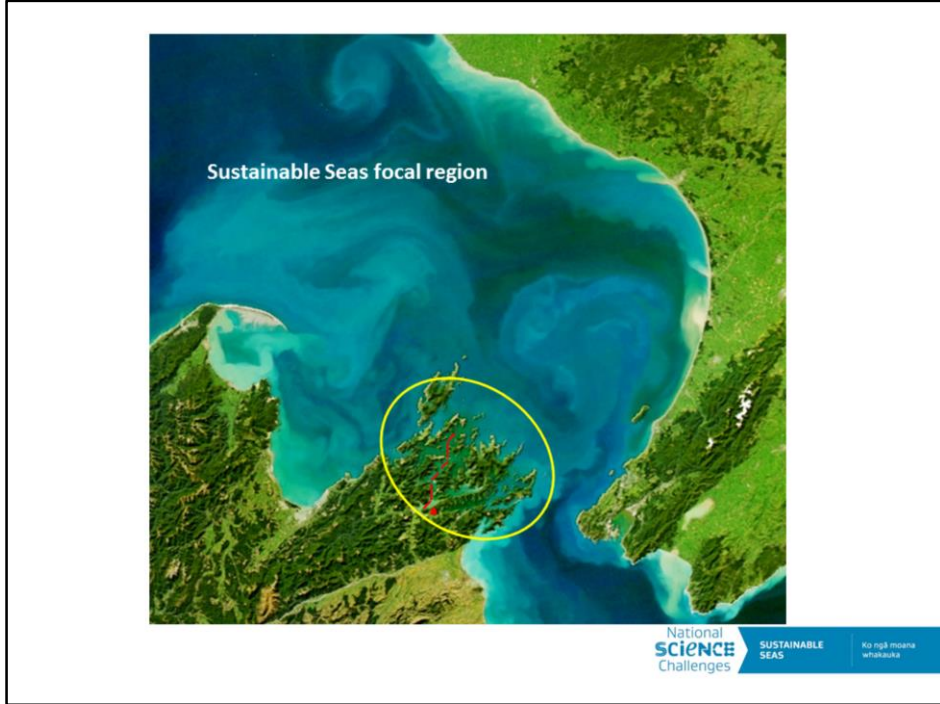 Sustainable Seas focal region
National
SCIENCE
Challenges
SUSTAINABLE
SEAS
Ko ngā moana
whakauka